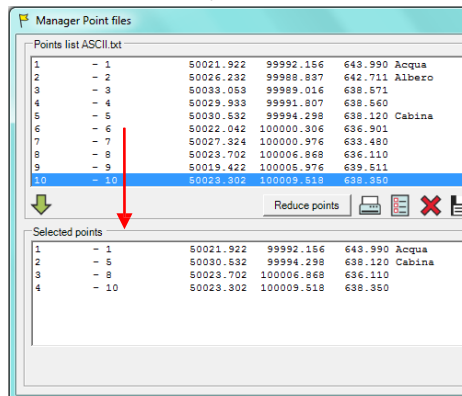 Manager Point files
Points list ASCII.txt
1 - 1 50021.922 99992.156 643.990 Acqua
2 - 2 50026.232 99988.837 642.711 Albero
3 - 3 50033.053 99989.016 638.571
4 - 4 50029.933 99991.807 638.560
5 - 5 50030.532 99994.298 638.120 Cabina
6 - 6 50022.042 100000.306 636.901
7 - 7 50027.324 100000.976 633.480
8 - 8 50023.702 100006.868 636.110
9 - 9 50019.422 100005.976 639.511
10 - 10 50023.302 100009.518 638.350
Reduce points
Selected points
1 - 1 50021.922 99992.156 643.990 Acqua
2 - 5 50030.532 99994.298 638.120 Cabina
3 - 8 50023.702 100006.868 636.110
4 - 10 50023.302 100009.518 638.350